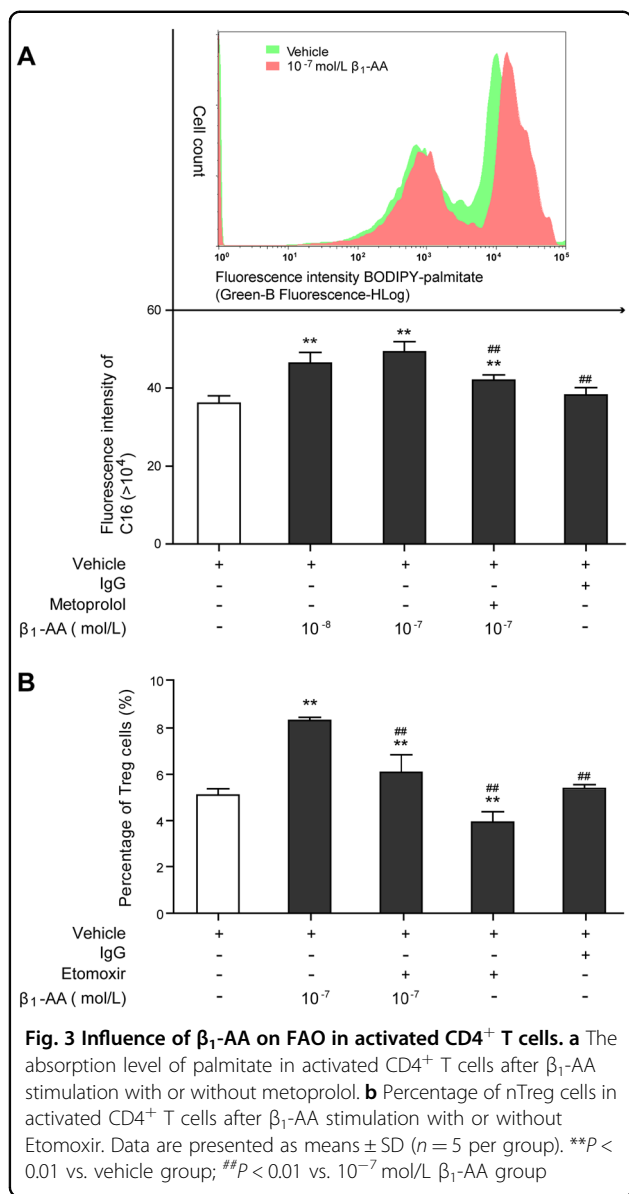 A
Vehicle
10⁻⁷ mol/L β₁-AA
Cell count
10⁰ 10¹ 10² 10³ 10⁴ 10⁵
Fluorescence intensity BODIPY-palmitate
(Green-B Fluorescence-HLog)
Fluorescence intensity of
C16 (>10⁴)
60
40
20
0
**
**
##
**
##
Vehicle + + + + +
IgG - - - - +
Metoprolol - - - + -
β₁-AA ( mol/L) - 10⁻⁸ 10⁻⁷ 10⁻⁷ -
B
Percentage of Treg cells (%)
10
8
6
4
2
0
**
##
**
##
**
##
Vehicle + + + + +
IgG - - - - +
Etomoxir - - + + -
β₁-AA ( mol/L) - 10⁻⁷ 10⁻⁷ - -
Fig. 3 Influence of β₁-AA on FAO in activated CD4⁺ T cells. a The
absorption level of palmitate in activated CD4⁺ T cells after β₁-AA
stimulation with or without metoprolol. b Percentage of nTreg cells in
activated CD4⁺ T cells after β₁-AA stimulation with or without
Etomoxir. Data are presented as means ± SD (n = 5 per group). **P <
0.01 vs. vehicle group; ##P < 0.01 vs. 10⁻⁷ mol/L β₁-AA group